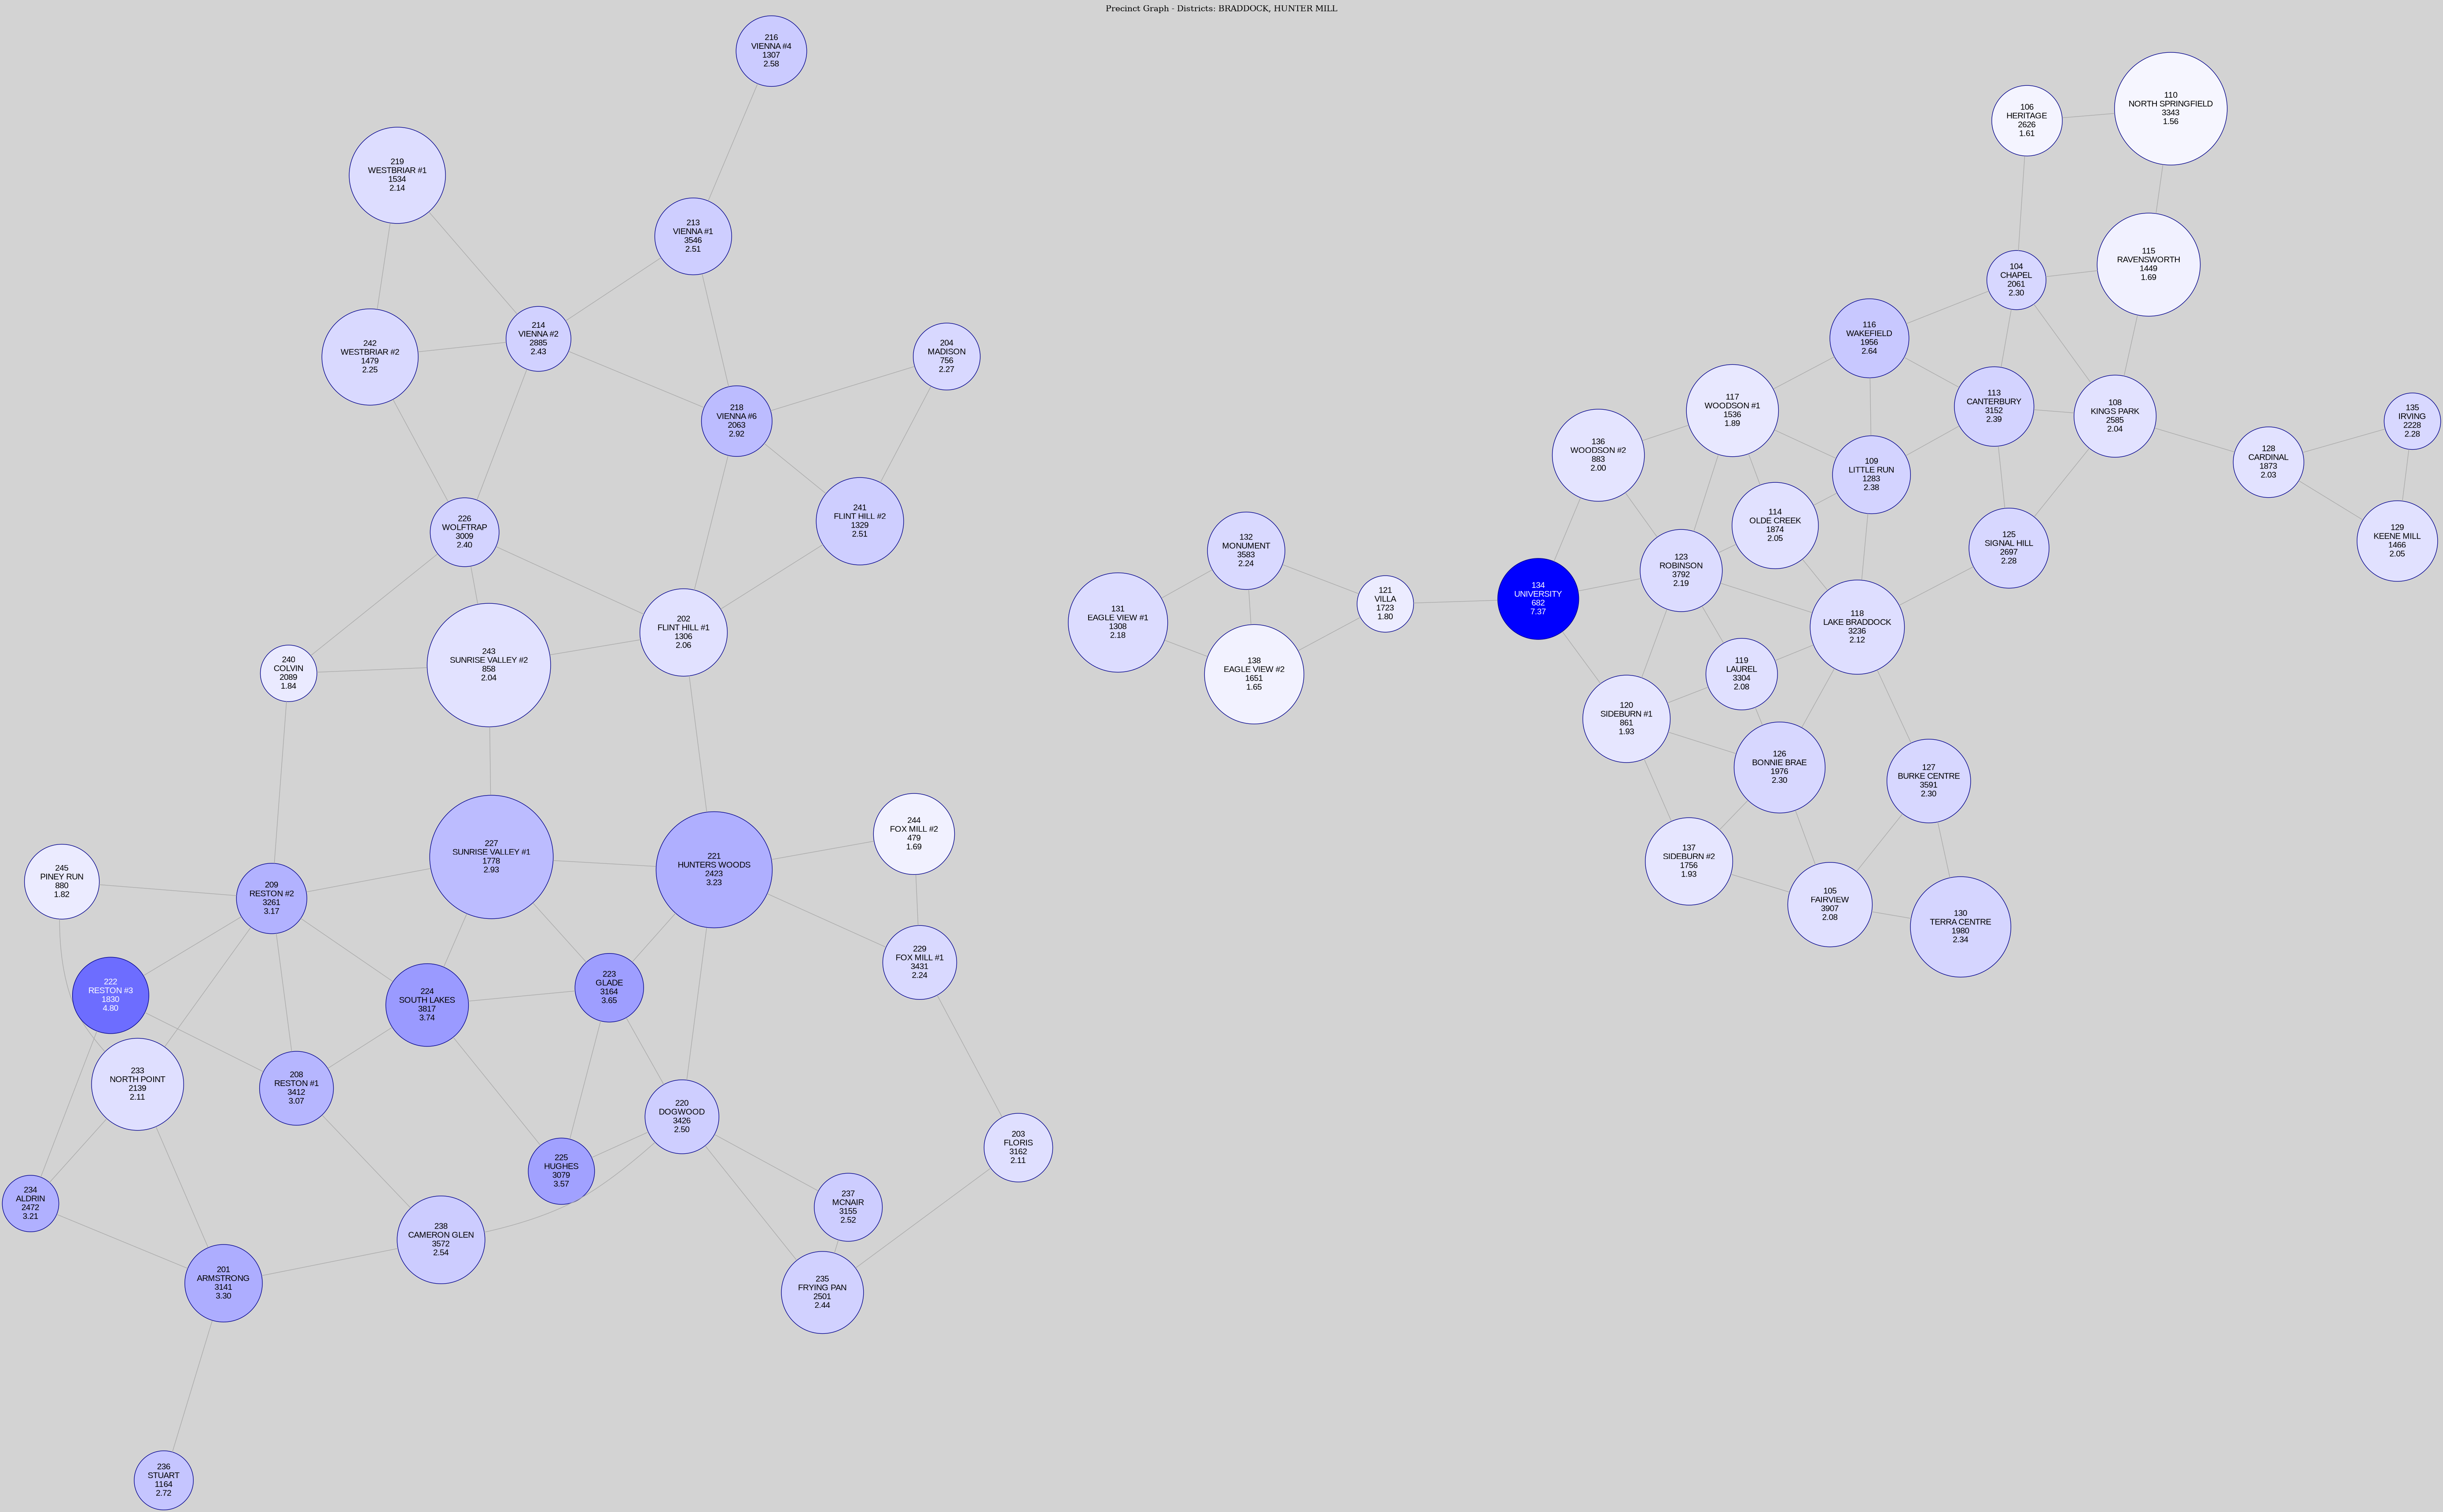 Precinct Graph - Districts: BRADDOCK, HUNTER MILL
216
VIENNA #4
1307
2.58
219
WESTBRIAR #1
1534
2.14
213
VIENNA #1
3546
2.51
214
VIENNA #2
2885
2.43
242
WESTBRIAR #2
1479
2.25
204
MADISON
756
2.27
218
VIENNA #6
2063
2.92
241
FLINT HILL #2
1329
2.51
226
WOLFTRAP
3009
2.40
202
FLINT HILL #1
1306
2.06
243
SUNRISE VALLEY #2
858
2.04
240
COLVIN
2089
1.84
227
SUNRISE VALLEY #1
1778
2.93
221
HUNTERS WOODS
2423
3.23
244
FOX MILL #2
479
1.69
245
PINEY RUN
880
1.82
209
RESTON #2
3261
3.17
229
FOX MILL #1
3431
2.24
222
RESTON #3
1830
4.80
224
SOUTH LAKES
3817
3.74
223
GLADE
3164
3.65
233
NORTH POINT
2139
2.11
208
RESTON #1
3412
3.07
220
DOGWOOD
3426
2.50
203
FLORIS
3162
2.11
225
HUGHES
3079
3.57
234
ALDRIN
2472
3.21
237
MCNAIR
3155
2.52
238
CAMERON GLEN
3572
2.54
201
ARMSTRONG
3141
3.30
235
FRYING PAN
2501
2.44
236
STUART
1164
2.72
106
HERITAGE
2626
1.61
110
NORTH SPRINGFIELD
3343
1.56
115
RAVENSWORTH
1449
1.69
104
CHAPEL
2061
2.30
116
WAKEFIELD
1956
2.64
117
WOODSON #1
1536
1.89
113
CANTERBURY
3152
2.39
108
KINGS PARK
2585
2.04
135
IRVING
2228
2.28
136
WOODSON #2
883
2.00
109
LITTLE RUN
1283
2.38
128
CARDINAL
1873
2.03
114
OLDE CREEK
1874
2.05
129
KEENE MILL
1466
2.05
125
SIGNAL HILL
2697
2.28
132
MONUMENT
3583
2.24
123
ROBINSON
3792
2.19
131
EAGLE VIEW #1
1308
2.18
121
VILLA
1723
1.80
134
UNIVERSITY
682
7.37
118
LAKE BRADDOCK
3236
2.12
138
EAGLE VIEW #2
1651
1.65
119
LAUREL
3304
2.08
120
SIDEBURN #1
861
1.93
126
BONNIE BRAE
1976
2.30
127
BURKE CENTRE
3591
2.30
137
SIDEBURN #2
1756
1.93
105
FAIRVIEW
3907
2.08
130
TERRA CENTRE
1980
2.34